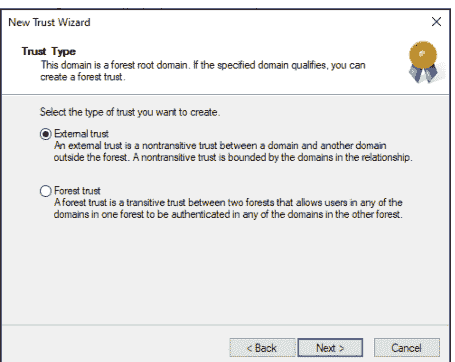 New Trust Wizard
Trust Type
This domain is a forest root domain. If the specified domain qualifies, you can
create a forest trust.
Select the type of trust you want to create.
External trust
An external trust is a nontransitive trust between a domain and another domain
outside the forest. A nontransitive trust is bounded by the domains in the relationship.
Forest trust
A forest trust is a transitive trust between two forests that allows users in any of the
domains in one forest to be authenticated in any of the domains in the other forest.
< Back Next > Cancel